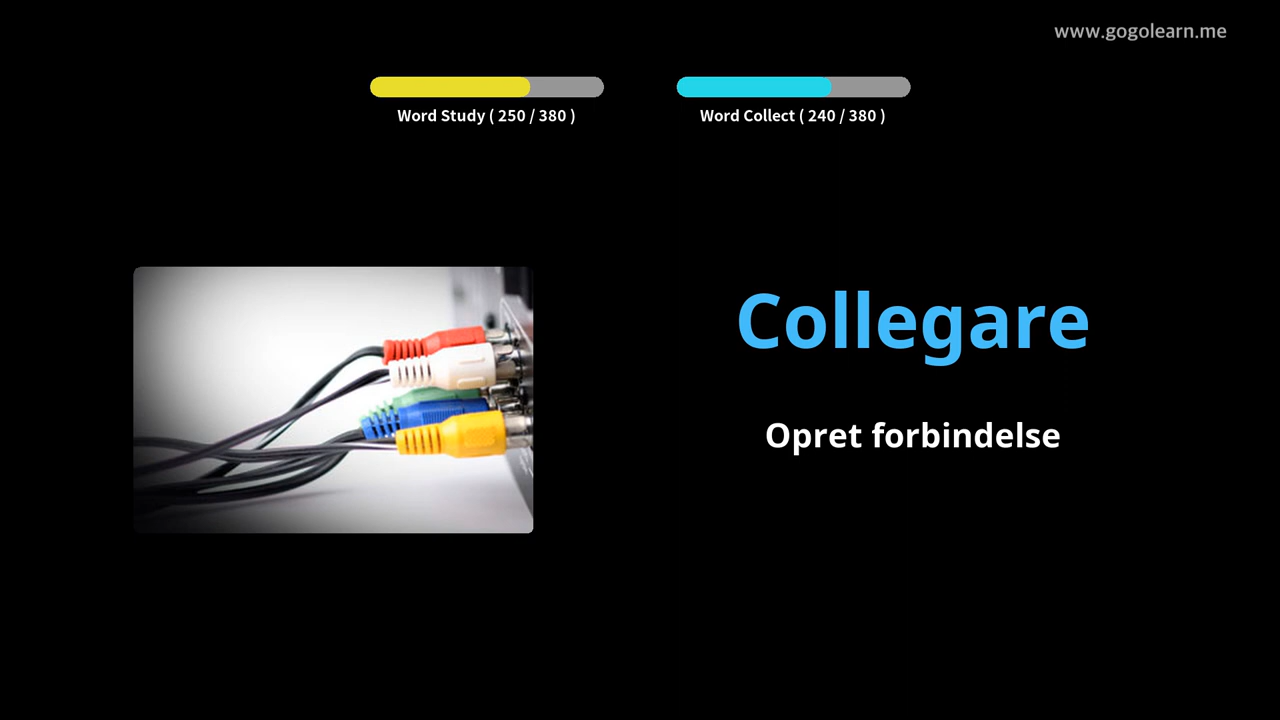 www.gogolearn.me
Word Study ( 250 / 380 )
Word Collect ( 240 / 380 )
Collegare
Opret forbindelse